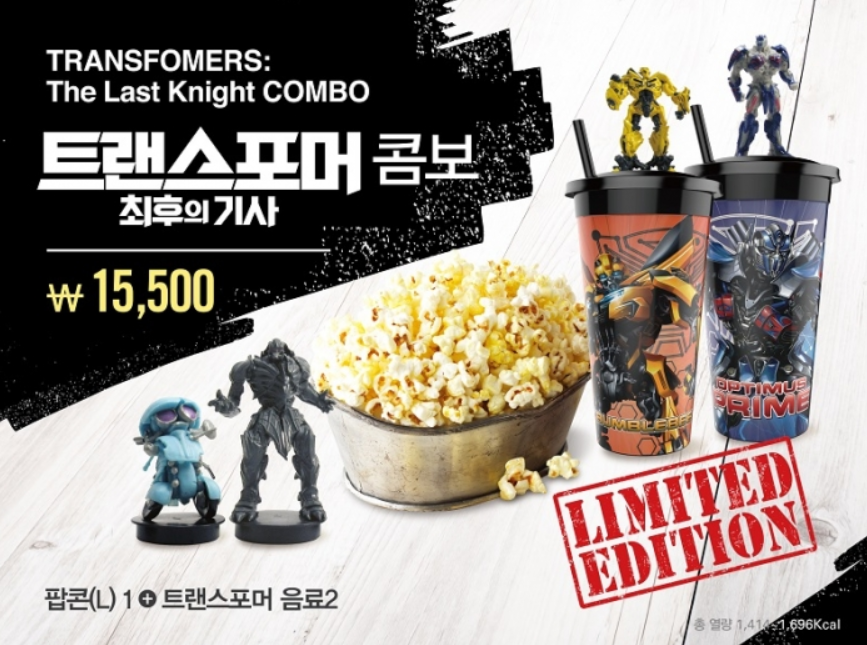 TRANSFOMERS:
The Last Knight COMBO
트랜스포머 콤보
최후의 기사
₩ 15,500
BUMBLEBEE
OPTIMUS
PRIME
LIMITED
EDITION
팝콘(L) 1 + 트랜스포머 음료2
총 열량 1,414~1,696Kcal